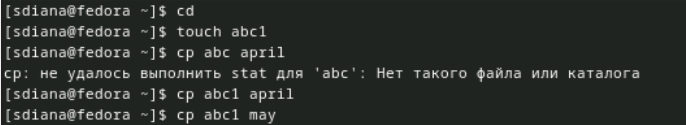 [sdiana@fedora ~]$ cd
[sdiana@fedora ~]$ touch abc1
[sdiana@fedora ~]$ cp abc april
cp: не удалось выполнить stat для 'abc': Нет такого файла или каталога
[sdiana@fedora ~]$ cp abc1 april
[sdiana@fedora ~]$ cp abc1 may